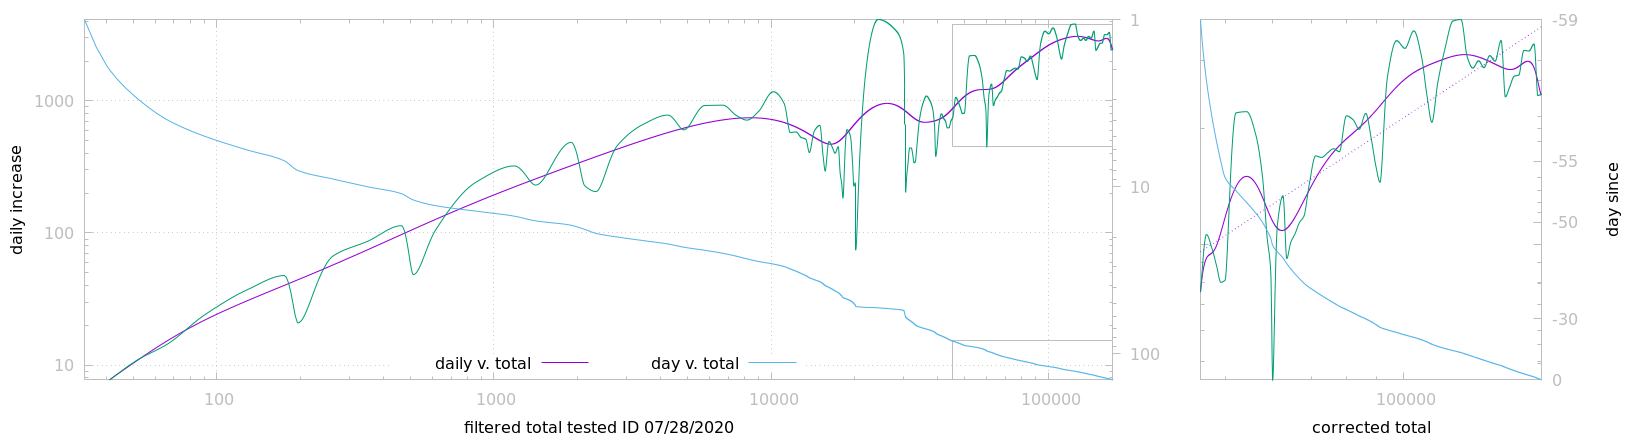 1 -59
1000
-55
daily increase
10
day since
-50
100
-30
daily v. total day v. total
10 100 0
100 1000 10000 100000 100000
filtered total tested ID 07/28/2020 corrected total